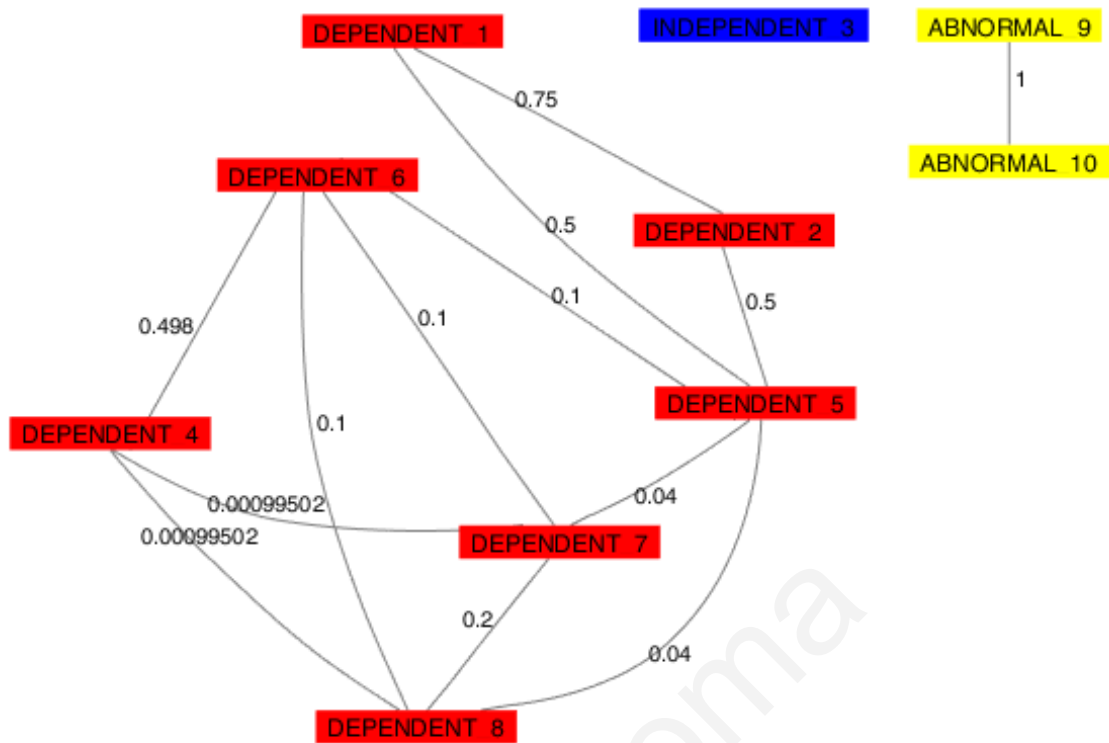 DEPENDENT 1
INDEPENDENT 3
ABNORMAL 9
1
0.75
ABNORMAL 10
DEPENDENT 6
0.5
DEPENDENT 2
0.1
0.5
0.1
0.498
DEPENDENT 5
0.1
DEPENDENT 4
0.04
0.00099502
0.00099502
DEPENDENT 7
0.2
0.04
DEPENDENT 8
oma